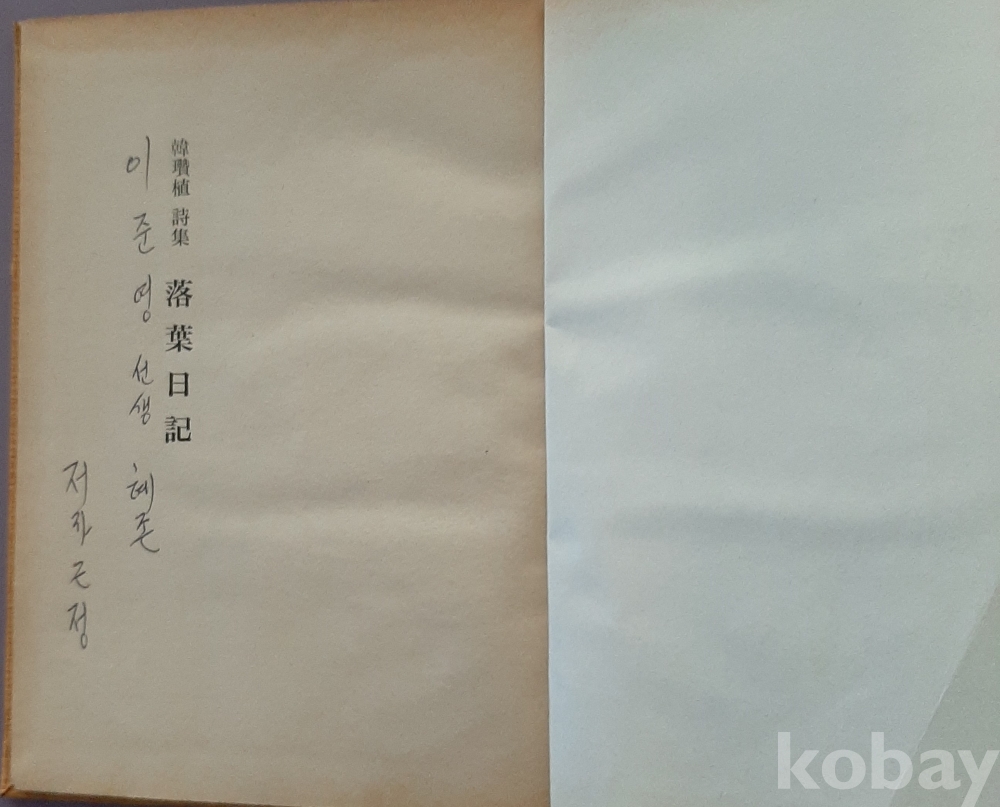 韓瓚植 詩集 落葉日記
이준영 선생 혜존
저자 근정
kobay